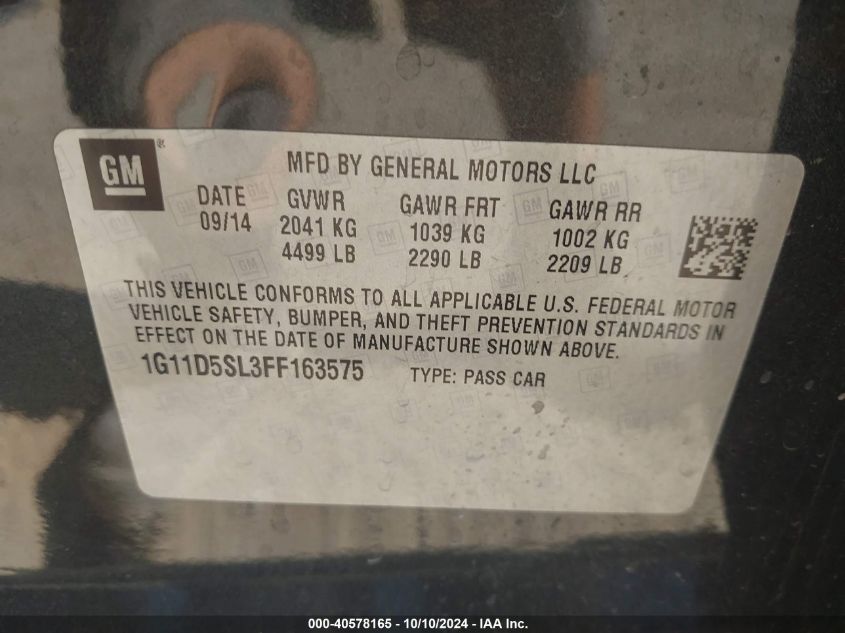 GM ®
MFD BY GENERAL MOTORS LLC
DATE GVWR GAWR FRT GAWR RR
09/14 2041 KG 1039 KG 1002 KG
4499 LB 2290 LB 2209 LB
THIS VEHICLE CONFORMS TO ALL APPLICABLE U.S. FEDERAL MOTOR
VEHICLE SAFETY, BUMPER, AND THEFT PREVENTION STANDARDS IN
EFFECT ON THE DATE OF MANUFACTURE SHOWN ABOVE.
1G11D5SL3FF163575 TYPE: PASS CAR
000-40578165 - 10/10/2024 - IAA Inc.